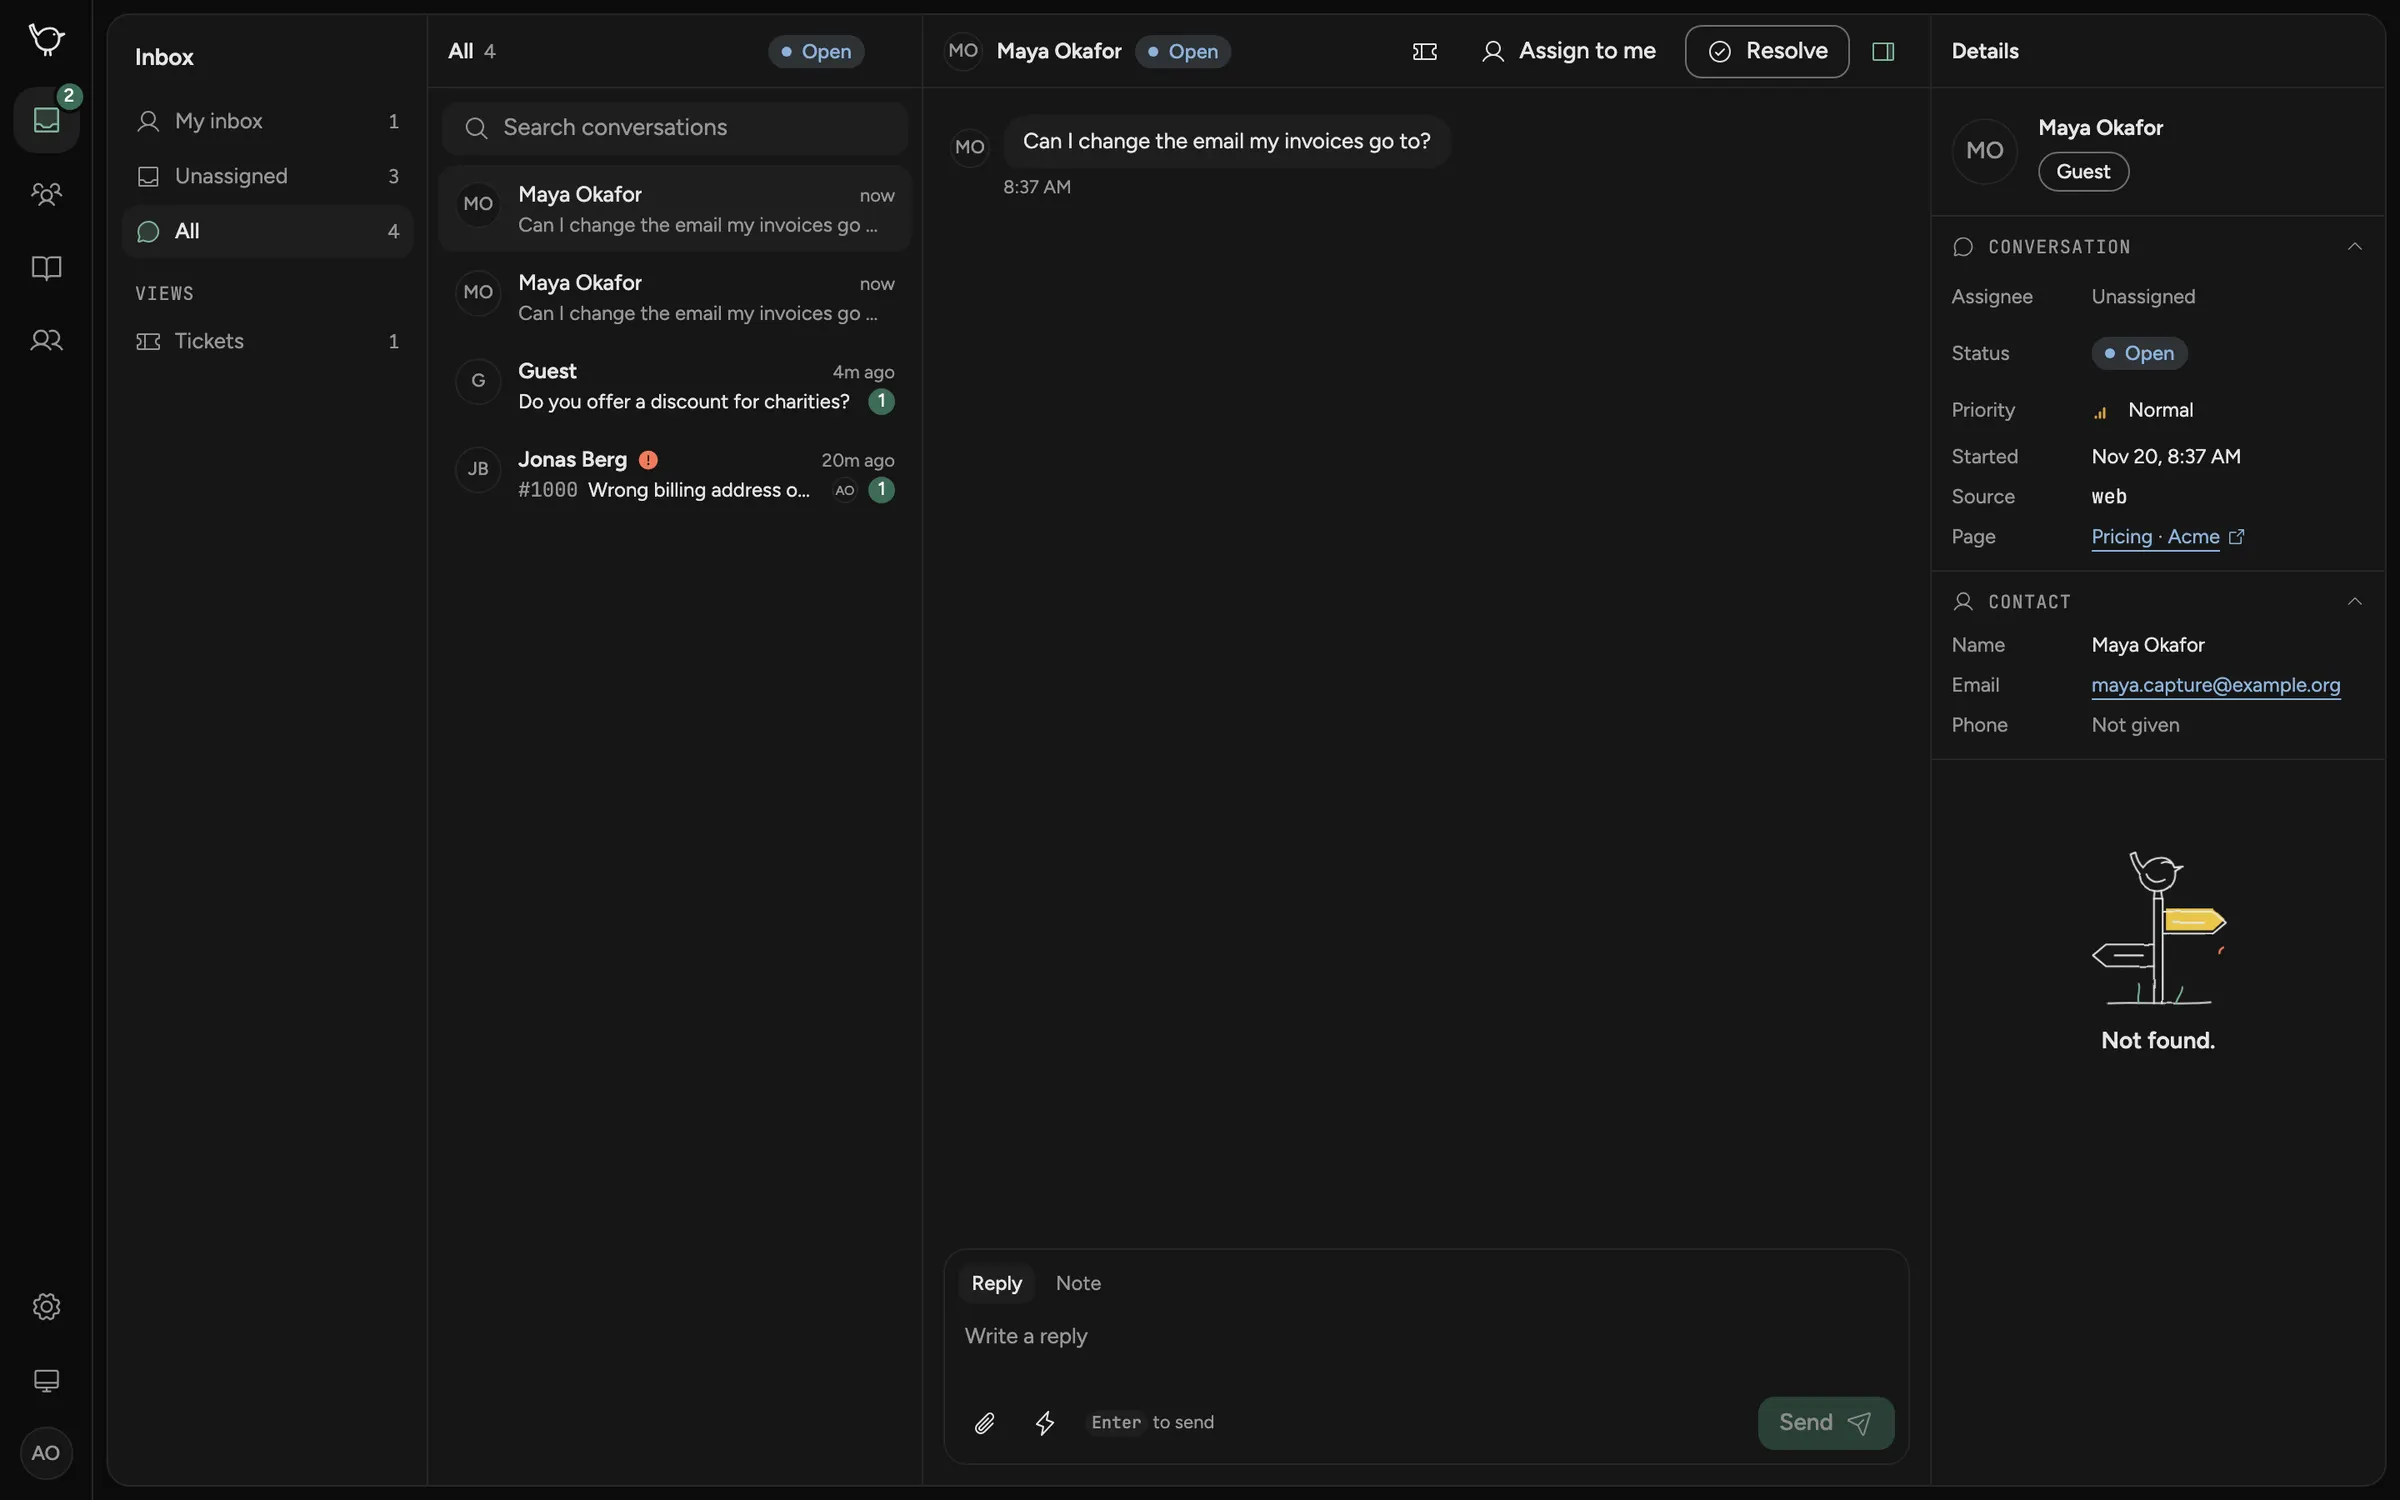 2
AO
Inbox
My inbox 1
Unassigned 3
All 4
VIEWS
Tickets 1
All 4
Open
Search conversations
MO
Maya Okafor now
Can I change the email my invoices go ...
MO
Maya Okafor now
Can I change the email my invoices go ...
G
Guest 4m ago
Do you offer a discount for charities? 1
JB
Jonas Berg ! 20m ago
#1000 Wrong billing address o... AO 1
MO Maya Okafor Open
Assign to me
Resolve
MO
Can I change the email my invoices go to?
8:37 AM
Reply Note
Write a reply
Enter to send
Send
Details
MO
Maya Okafor
Guest
CONVERSATION
Assignee Unassigned
Status Open
Priority Normal
Started Nov 20, 8:37 AM
Source web
Page Pricing · Acme
CONTACT
Name Maya Okafor
Email maya.capture@example.org
Phone Not given
Not found.